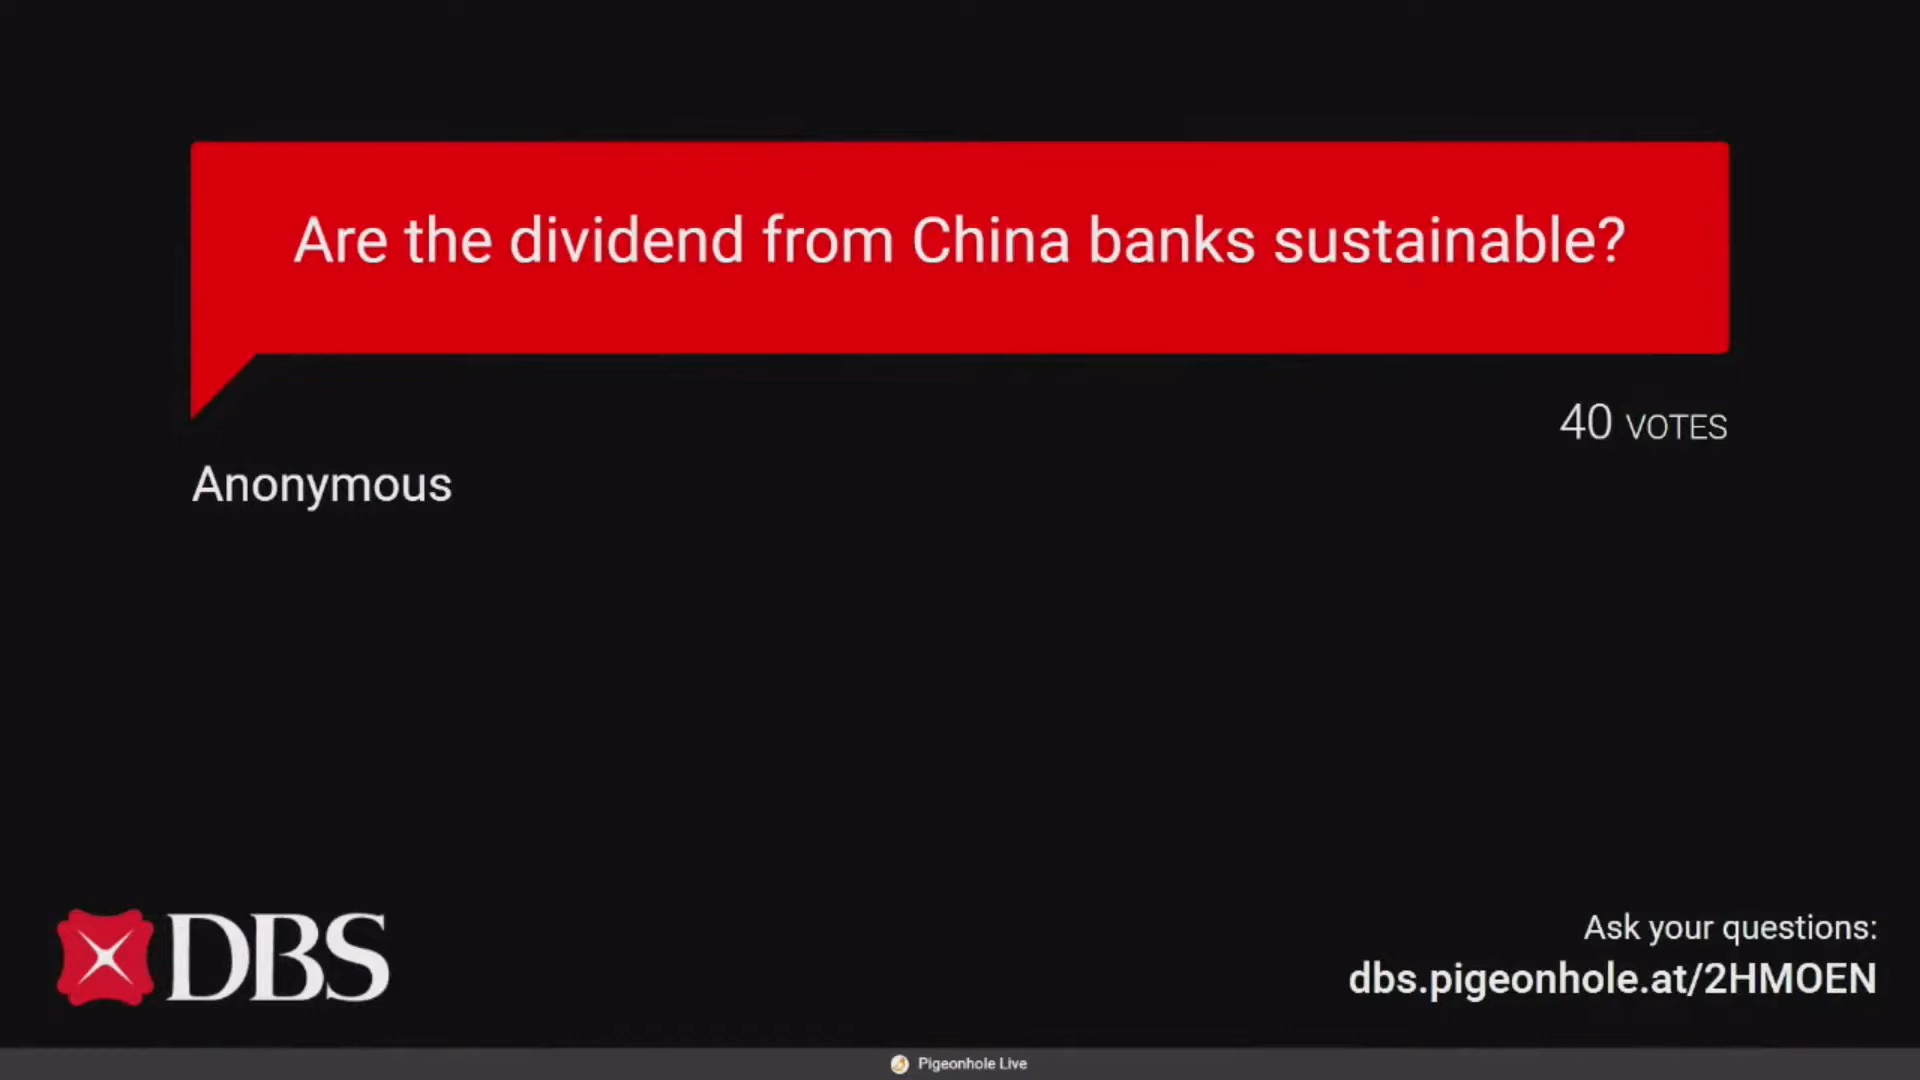 Are the dividend from China banks sustainable?
40 VOTES
Anonymous
DBS
Ask your questions:
dbs.pigeonhole.at/2HMOEN
Pigeonhole Live